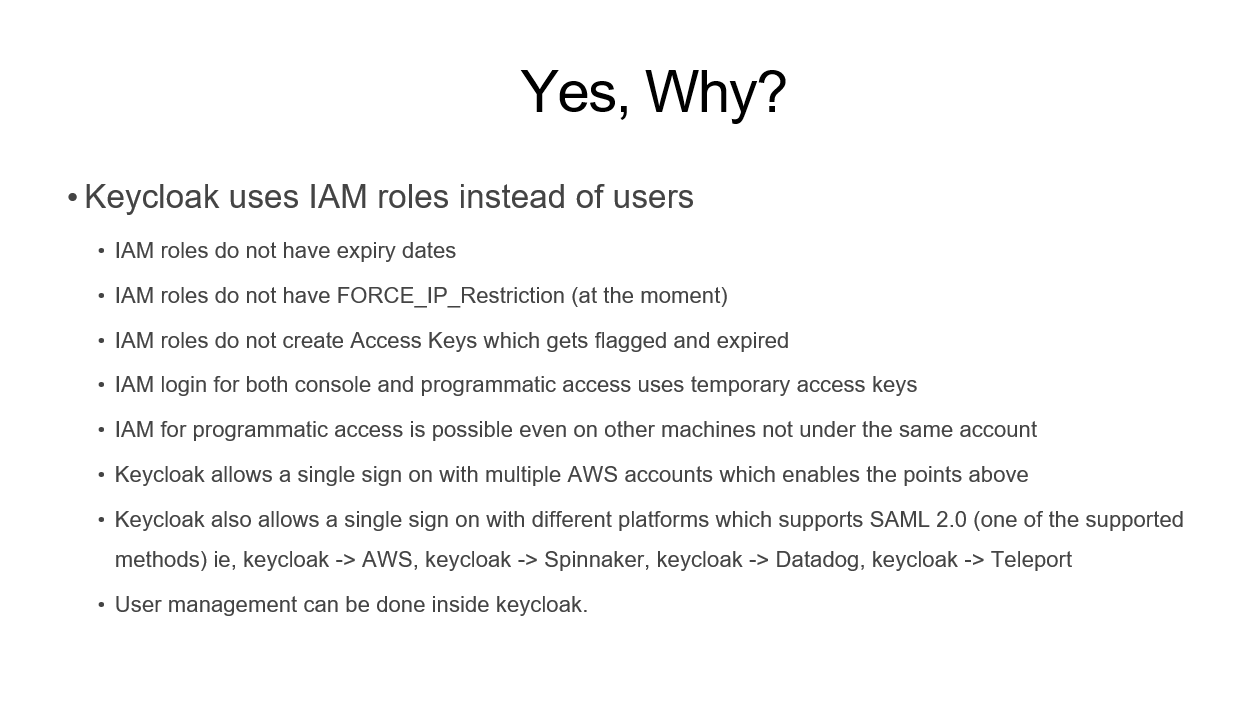 Yes, Why?
• Keycloak uses IAM roles instead of users
• IAM roles do not have expiry dates
• IAM roles do not have FORCE_IP_Restriction (at the moment)
• IAM roles do not create Access Keys which gets flagged and expired
• IAM login for both console and programmatic access uses temporary access keys
• IAM for programmatic access is possible even on other machines not under the same account
• Keycloak allows a single sign on with multiple AWS accounts which enables the points above
• Keycloak also allows a single sign on with different platforms which supports SAML 2.0 (one of the supported
methods) ie, keycloak -> AWS, keycloak -> Spinnaker, keycloak -> Datadog, keycloak -> Teleport
• User management can be done inside keycloak.